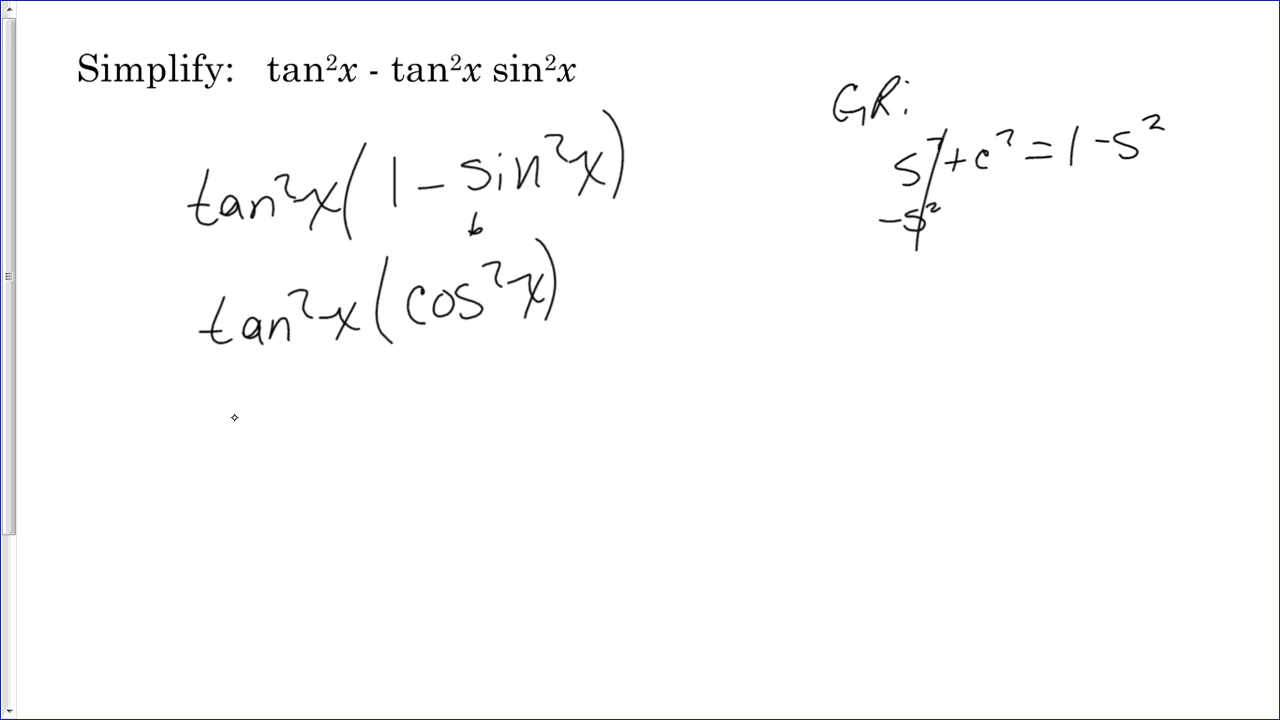 Simplify: tan²x - tan²x sin²x
tan²x(1 - sin²x)
tan²x(cos²x)
GR:
s²+c²=1-s²
-s²